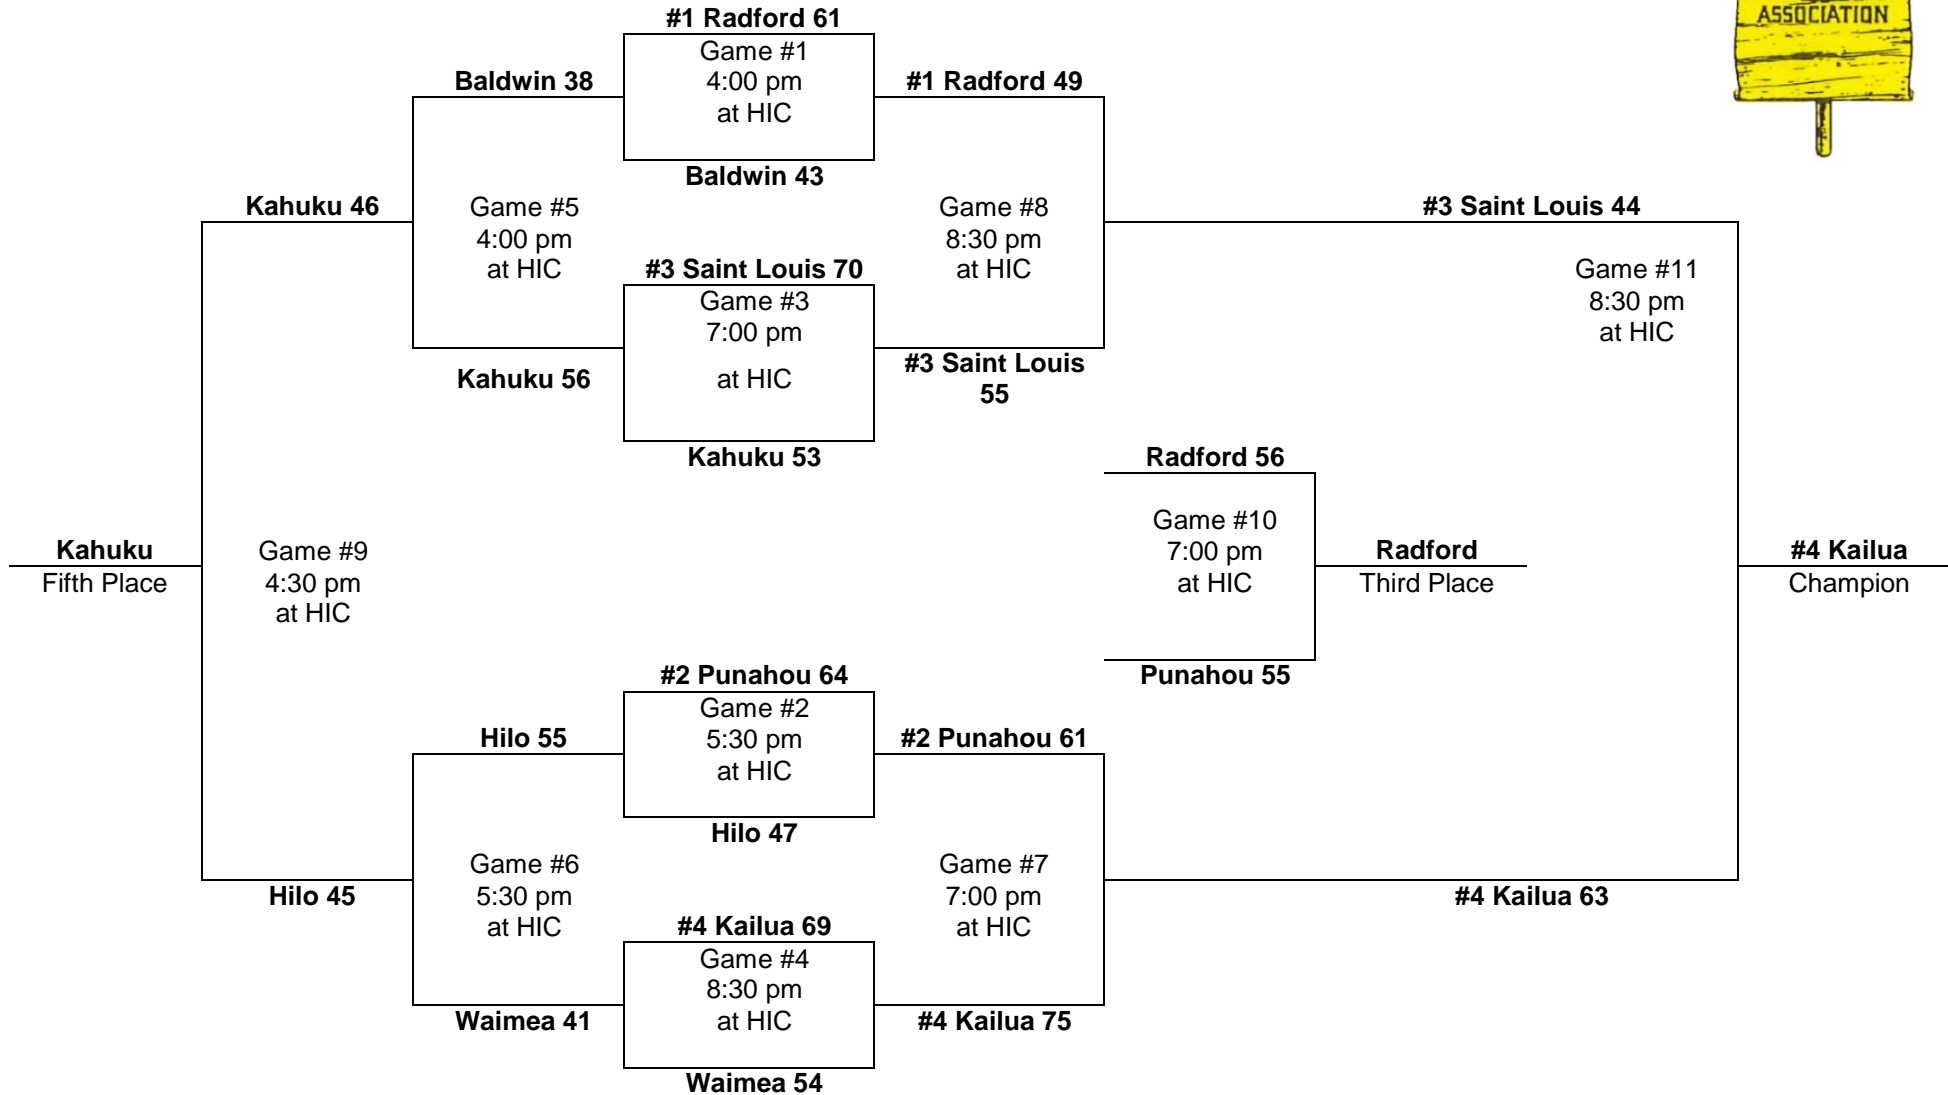 ASSOCIATION
#1 Radford 61
Game #1
4:00 pm
at HIC
Baldwin 43
Baldwin 38
#1 Radford 49
Kahuku 46
Game #5
4:00 pm
at HIC
Game #8
8:30 pm
at HIC
#3 Saint Louis 44
#3 Saint Louis 70
Game #3
7:00 pm
at HIC
Kahuku 53
Kahuku 56
#3 Saint Louis
55
Game #11
8:30 pm
at HIC
Radford 56
Game #10
7:00 pm
at HIC
Punahou 55
Kahuku
Fifth Place
Game #9
4:30 pm
at HIC
Radford
Third Place
#4 Kailua
Champion
#2 Punahou 64
Game #2
5:30 pm
at HIC
Hilo 47
Hilo 55
#2 Punahou 61
Hilo 45
Game #6
5:30 pm
at HIC
Game #7
7:00 pm
at HIC
#4 Kailua 63
#4 Kailua 69
Game #4
8:30 pm
at HIC
Waimea 54
Waimea 41
#4 Kailua 75